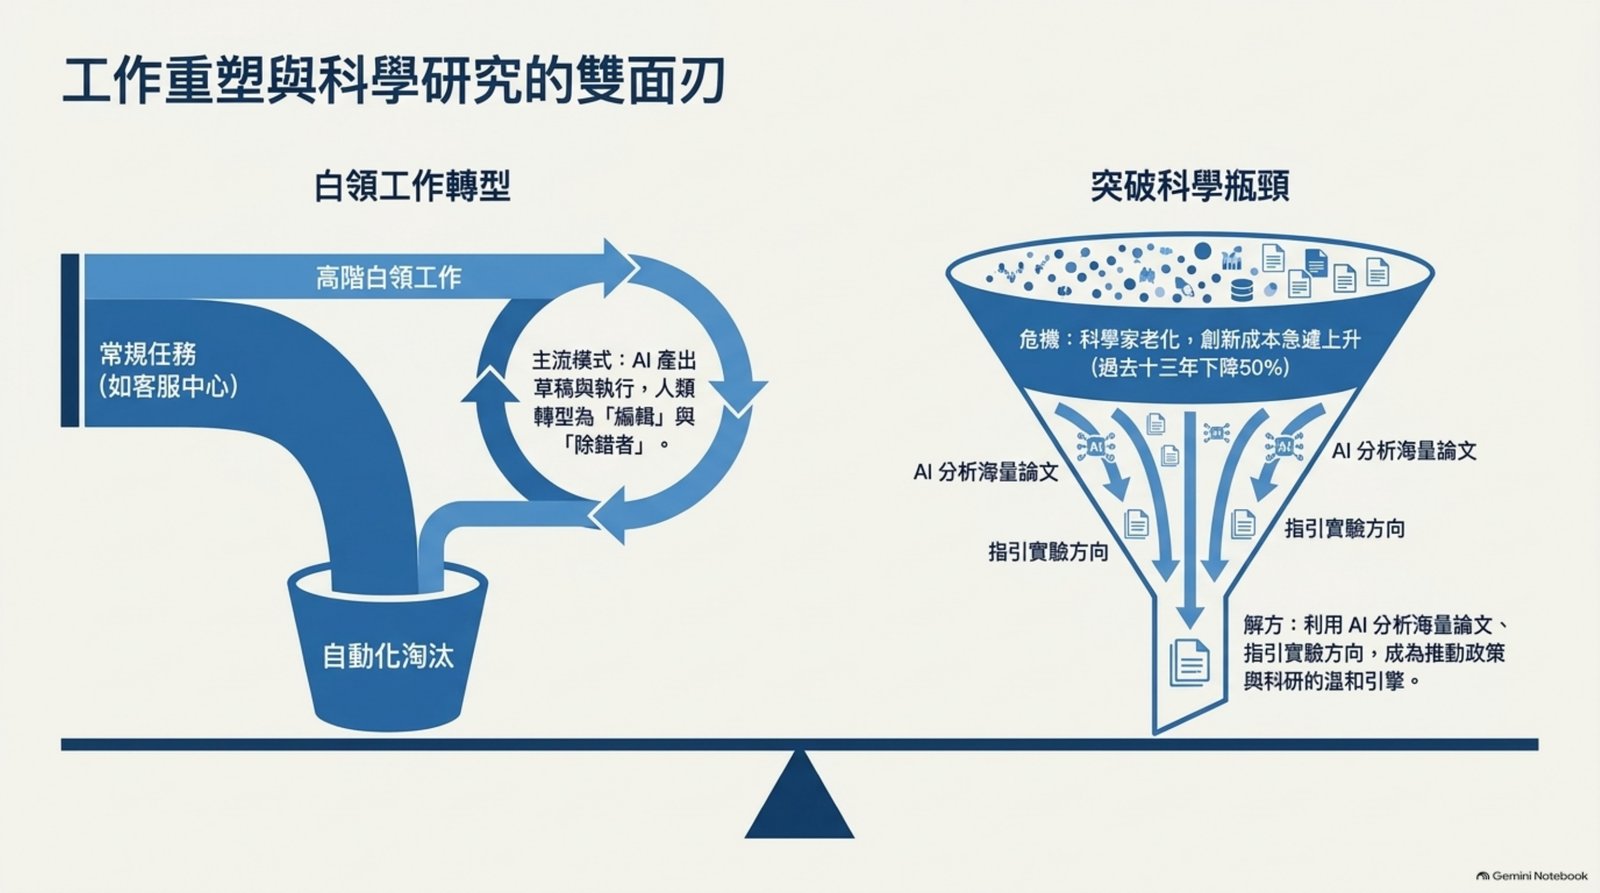 工作重塑與科學研究的雙面刃
白領工作轉型
高階白領工作
常規任務
(如客服中心)
主流模式：AI 產出
草稿與執行，人類
轉型為「編輯」與
「除錯者」。
自動化淘汰
突破科學瓶頸
危機：科學家老化，創新成本急遽上升
(過去十三年下降50%)
AI
AI
AI 分析海量論文
AI 分析海量論文
指引實驗方向
指引實驗方向
解方：利用 AI 分析海量論文、
指引實驗方向，成為推動政策
與科研的溫和引擎。
Gemini Notebook